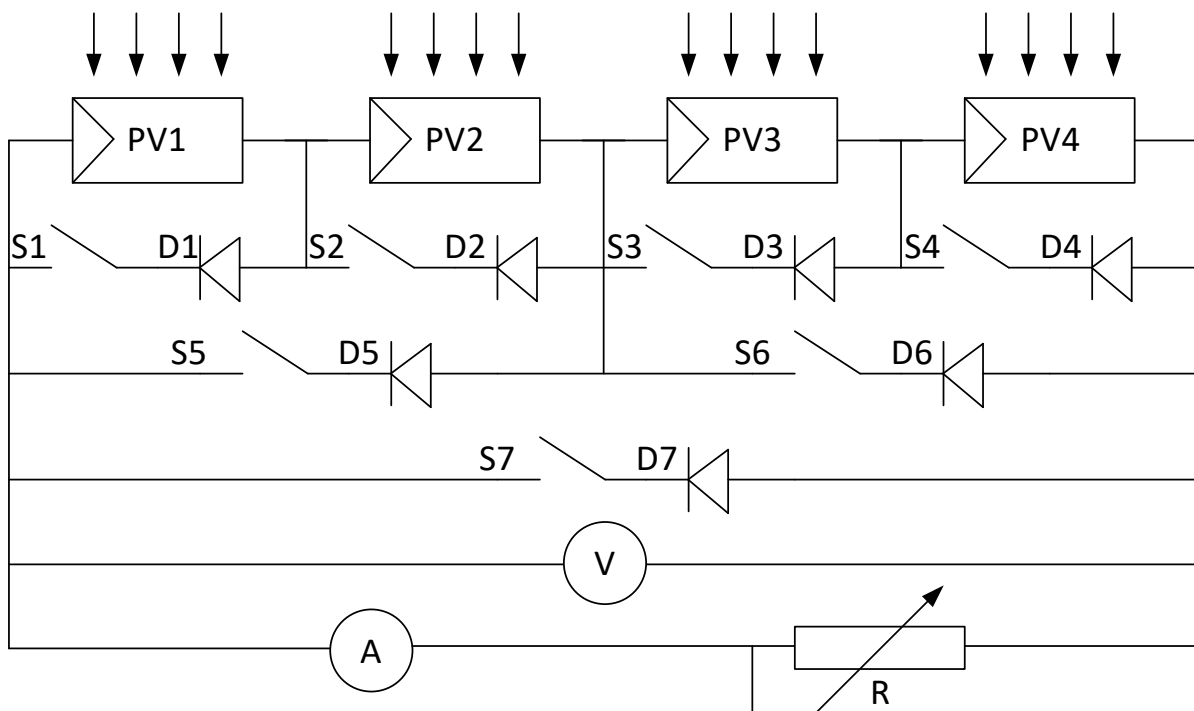 PV1 PV2 PV3 PV4
S1 D1 S2 D2 S3 D3 S4 D4
S5 D5 S6 D6
S7 D7
V
A
R